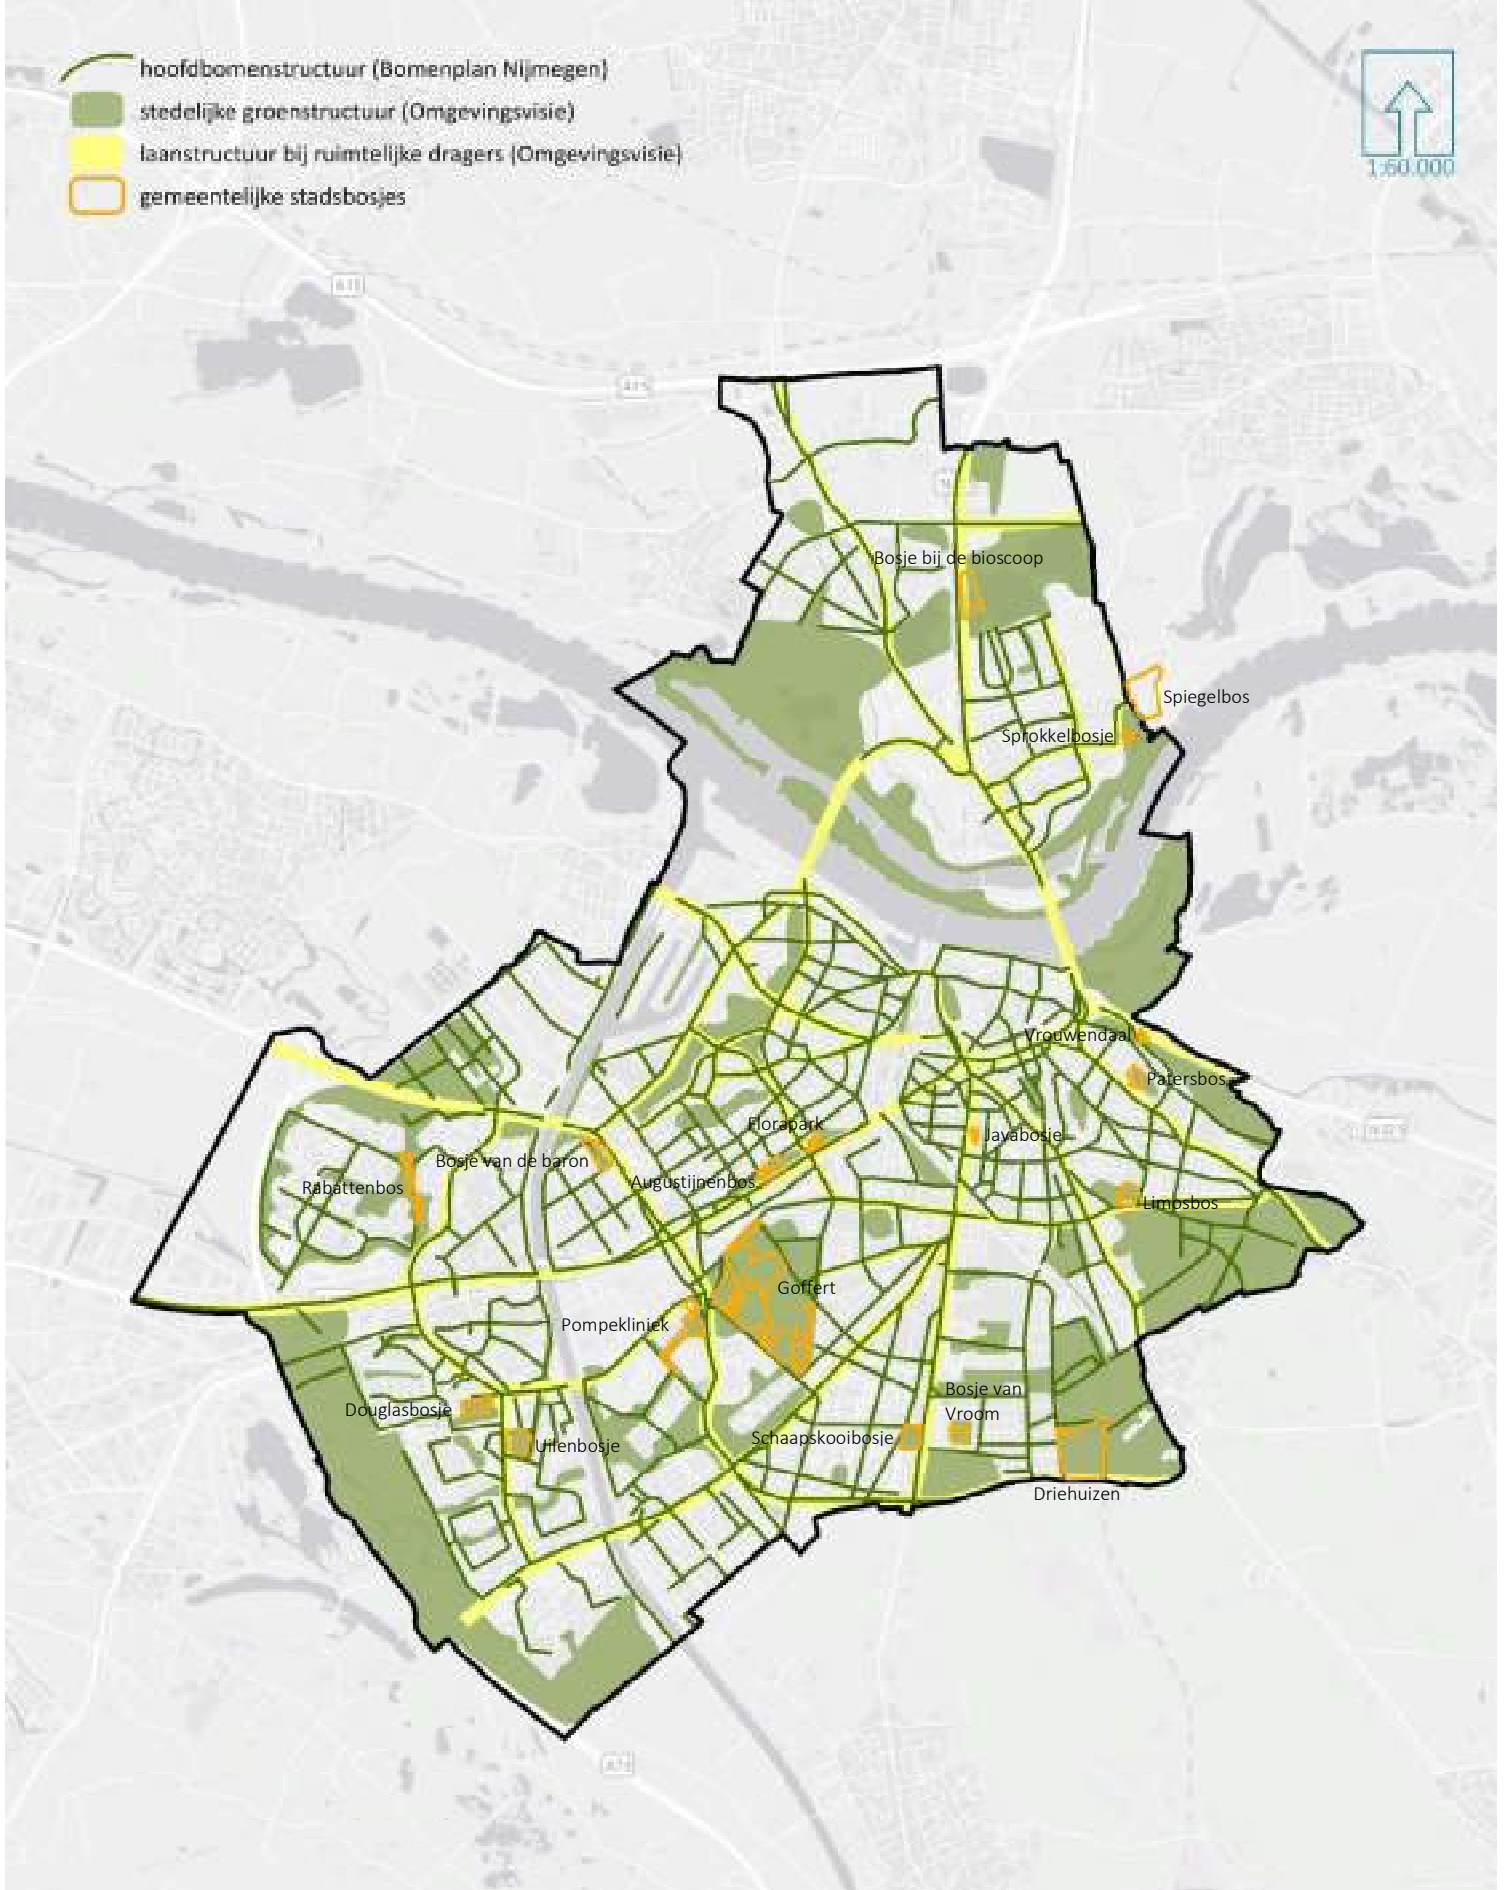 hoofdbomenstructuur (Bomenplan Nijmegen)
stedelijke groenstructuur (Omgevingsvisie)
laanstructuur bij ruimtelijke dragers (Omgevingsvisie)
gemeentelijke stadsbosjes
1:60.000
Bosje bij de bioscoop
Spiegelbos
Sprokkelbosje
Vrouwendaal
Patersbos
Florapark
Javabosje
Bosje van de baron
Augustijnenbos
Rabattenbos
Limosbos
Goffert
Pompekliniek
Bosje van
Vroom
Douglasbosje
Schaapskooibosje
Uilenbosje
Driehuizen
A73